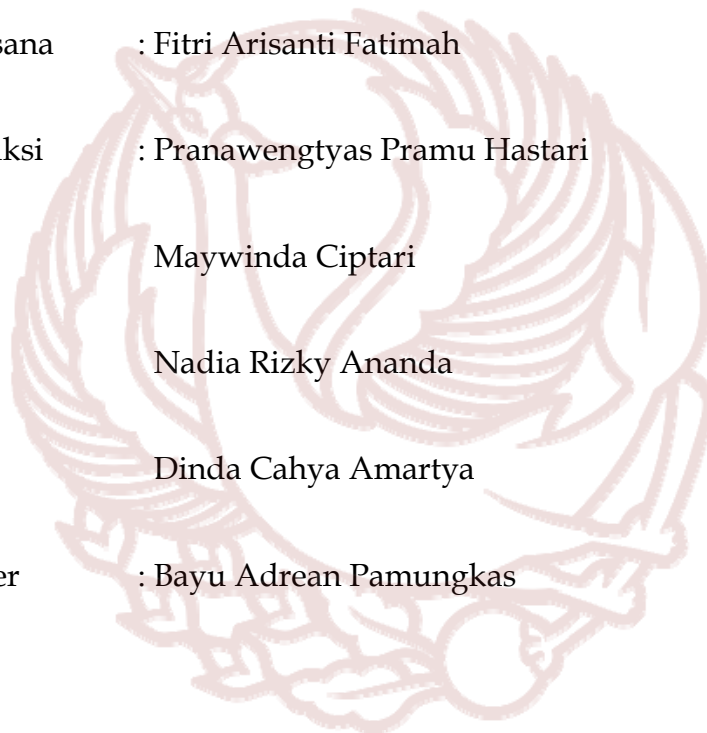 sana : Fitri Arisanti Fatimah
ksi : Pranawengtyas Pramu Hastari
Maywinda Ciptari
Nadia Rizky Ananda
Dinda Cahya Amartya
er : Bayu Adrean Pamungkas